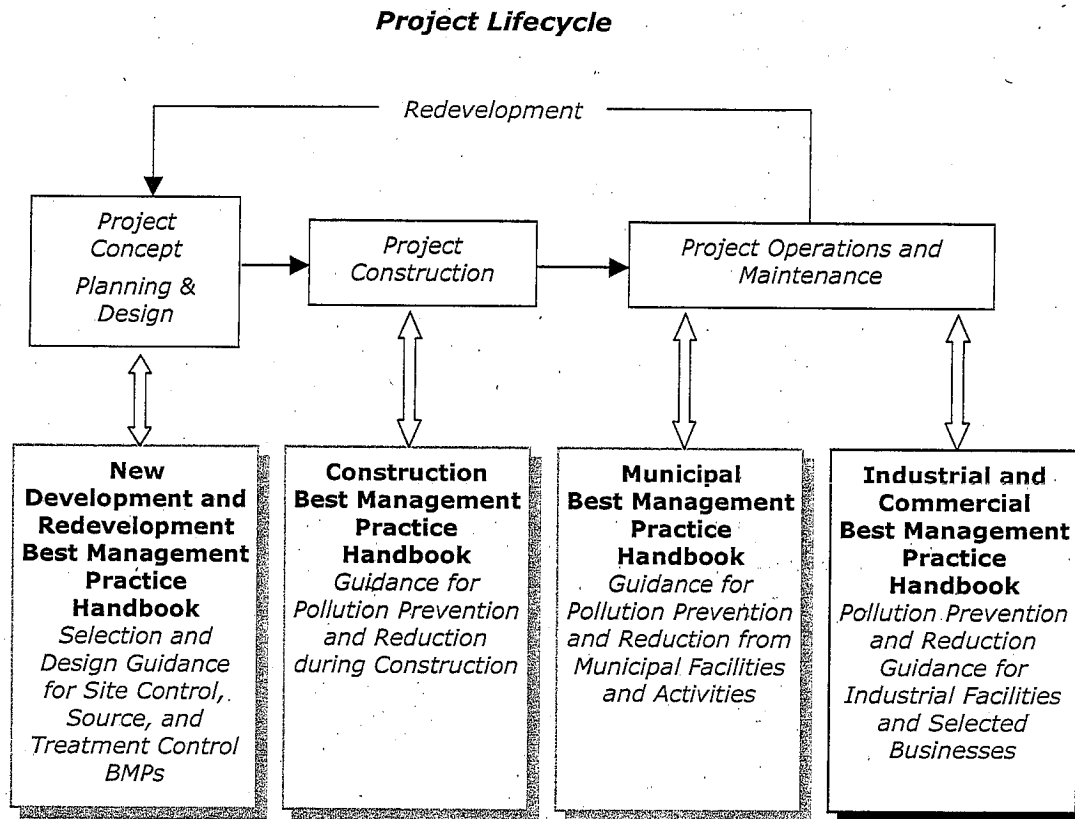 Project Lifecycle
Redevelopment
Project
Concept
Planning &
Design
Project
Construction
Project Operations and
Maintenance
New
Development and
Redevelopment
Best Management
Practice
Handbook
Selection and
Design Guidance
for Site Control,
Source, and
Treatment Control
BMPs
Construction
Best Management
Practice
Handbook
Guidance for
Pollution Prevention
and Reduction
during Construction
Municipal
Best Management
Practice
Handbook
Guidance for
Pollution Prevention
and Reduction from
Municipal Facilities
and Activities
Industrial and
Commercial
Best Management
Practice
Handbook
Pollution Prevention
and Reduction
Guidance for
Industrial Facilities
and Selected
Businesses